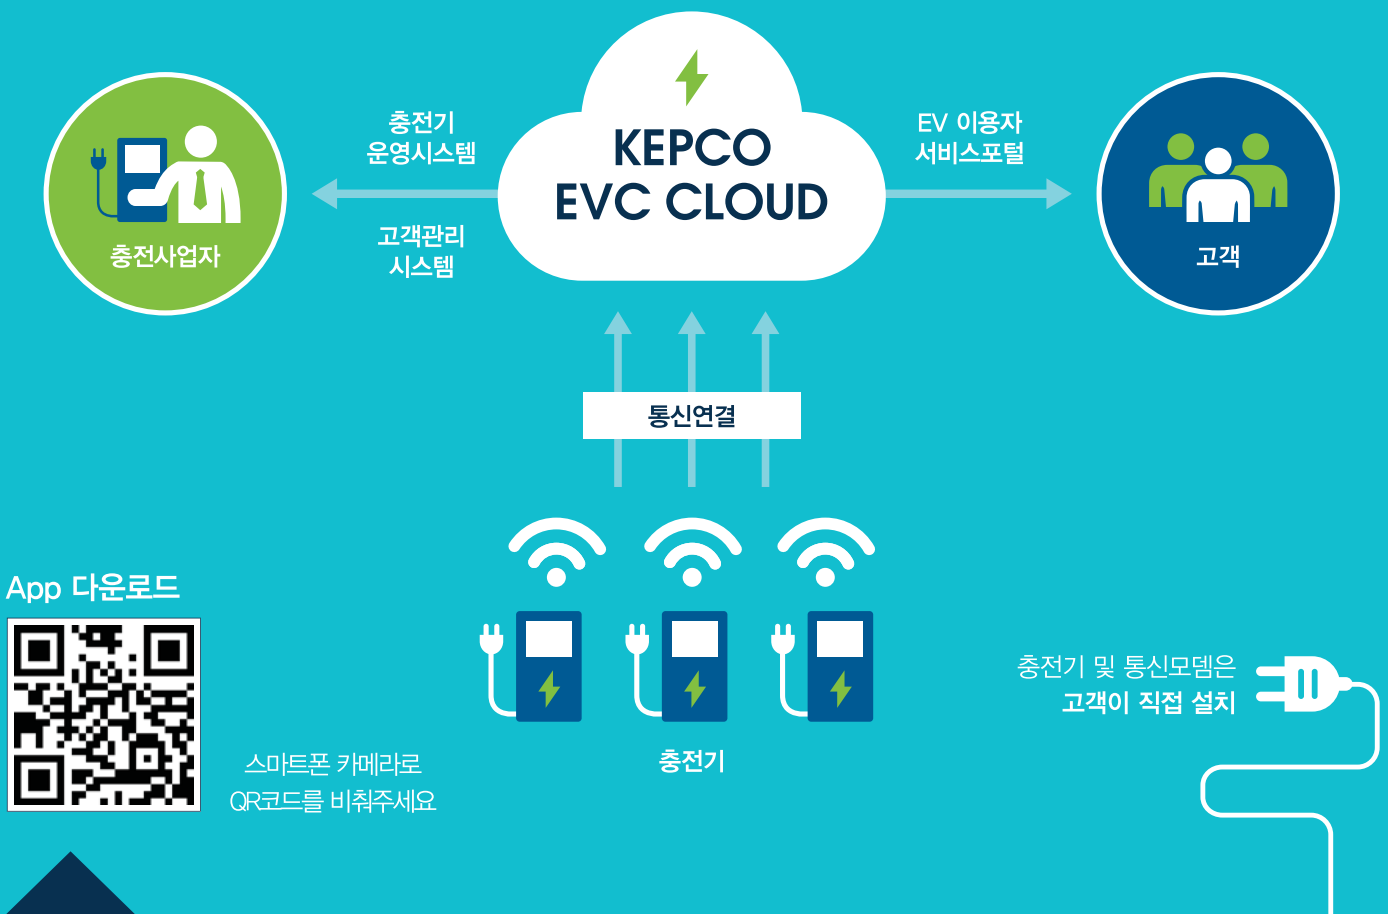 KEPCO
EVC CLOUD
충전기
운영시스템
고객관리
시스템
충전사업자
EV 이용자
서비스포털
고객
통신연결
충전기
App 다운로드
스마트폰 카메라로
QR코드를 비춰주세요
충전기 및 통신모뎀은
고객이 직접 설치